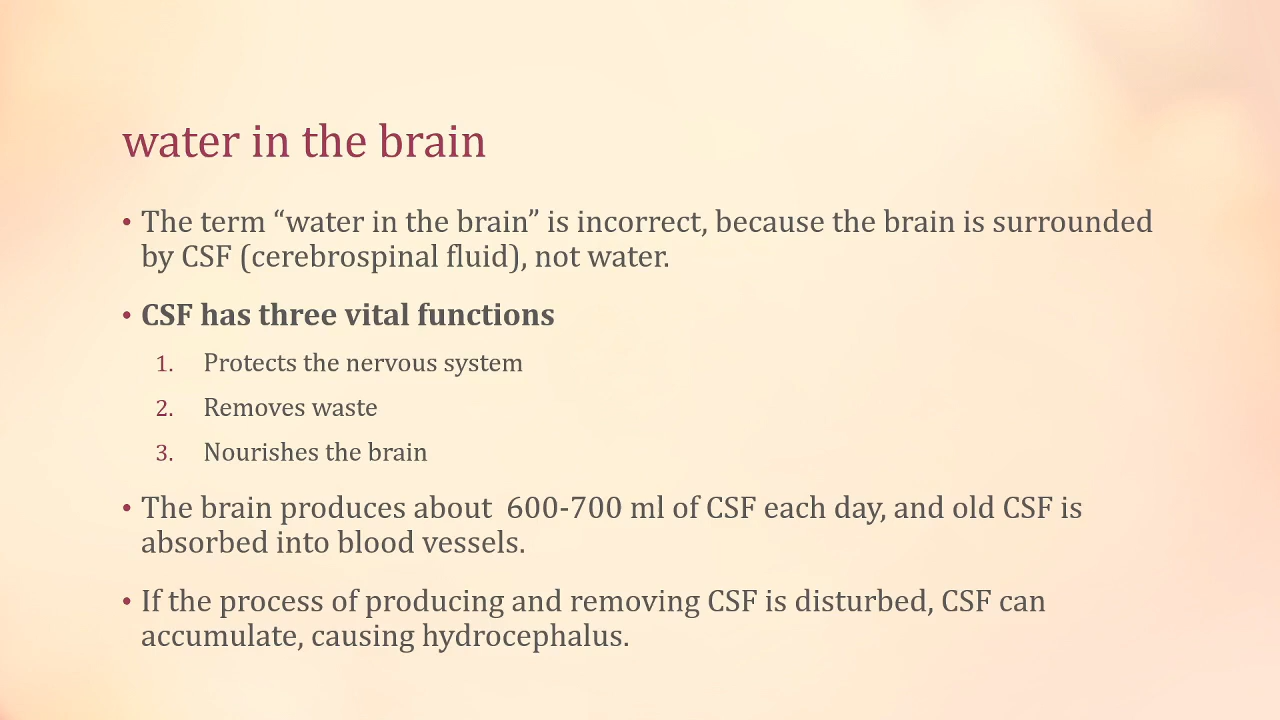 water in the brain
• The term “water in the brain” is incorrect, because the brain is surrounded
by CSF (cerebrospinal fluid), not water.
• CSF has three vital functions
1. Protects the nervous system
2. Removes waste
3. Nourishes the brain
• The brain produces about  600-700 ml of CSF each day, and old CSF is
absorbed into blood vessels.
• If the process of producing and removing CSF is disturbed, CSF can
accumulate, causing hydrocephalus.